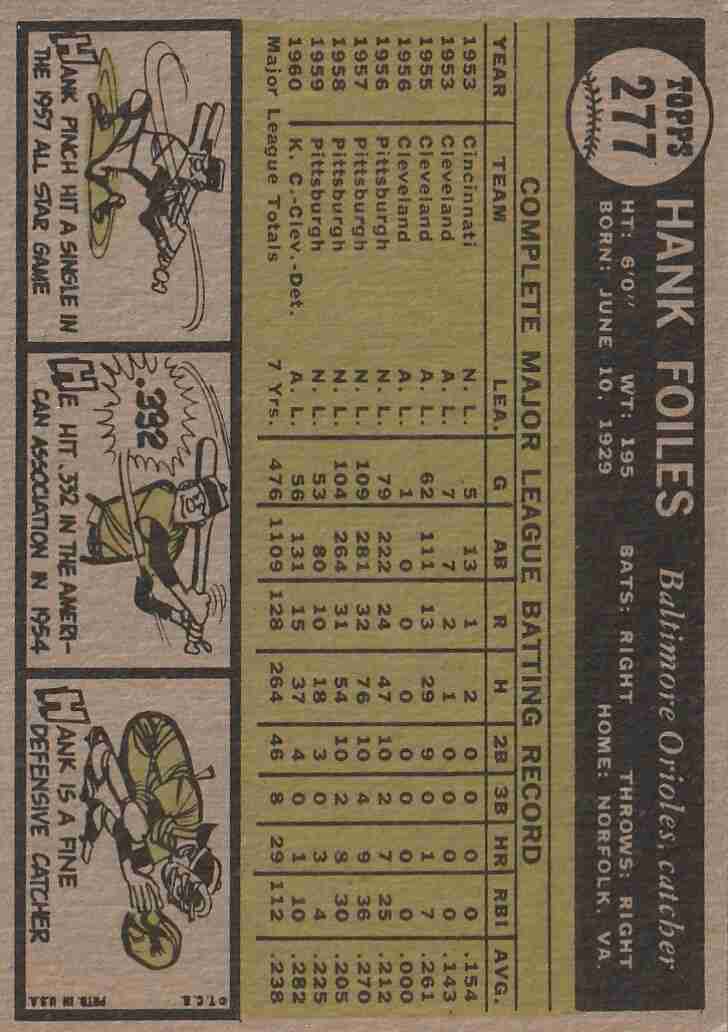 TOPPS
277
HANK FOILES Baltimore Orioles, catcher
HT: 6'0" WT: 195 BATS: RIGHT THROWS: RIGHT
BORN: JUNE 10, 1929 HOME: NORFOLK, VA.
COMPLETE MAJOR LEAGUE BATTING RECORD
YEAR TEAM LEA. G AB R H 2B 3B HR RBI AVG.
1953 Cincinnati N. L. 5 13 1 2 0 0 0 0 .154
1953 Cleveland A. L. 7 7 2 1 0 0 0 0 .143
1955 Cleveland A. L. 62 111 13 29 9 0 1 7 .261
1956 Cleveland A. L. 1 0 0 0 0 0 0 0 .000
1956 Pittsburgh N. L. 79 222 24 47 10 2 7 25 .212
1957 Pittsburgh N. L. 109 281 32 76 10 4 9 36 .270
1958 Pittsburgh N. L. 104 264 31 54 10 2 8 30 .205
1959 Pittsburgh N. L. 53 80 10 18 3 0 3 4 .225
1960 K. C.-Clev.-Det. A. L. 56 131 15 37 4 0 1 10 .282
Major League Totals 7 Yrs. 476 1109 128 264 46 8 29 112 .238
HANK PINCH HIT A SINGLE IN
THE 1957 ALL STAR GAME
.332
HE HIT .332 IN THE AMERI-
CAN ASSOCIATION IN 1954
HANK IS A FINE
DEFENSIVE CATCHER
© T.C.G.
PRTD. IN U.S.A.